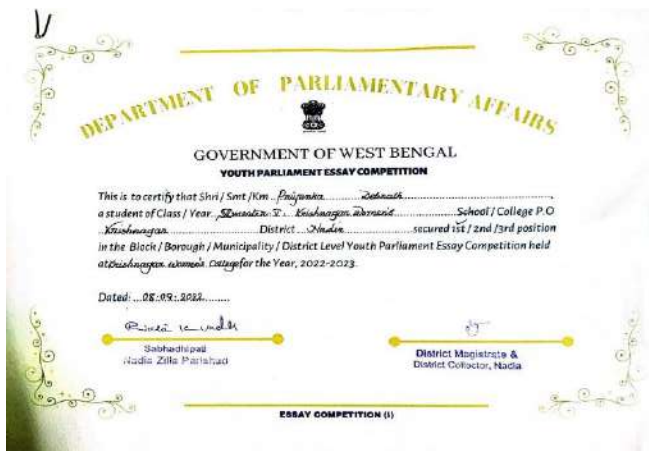 DEPARTMENT OF PARLIAMENTARY AFFAIRS
GOVERNMENT OF WEST BENGAL
YOUTH PARLIAMENT ESSAY COMPETITION
This is to certify that Shri / Smt /Km . Priyanka Debnath
a student of Class / Year . Semester V. Krishnagar Women's School / College P.O
Krishnagar District . Nadia secured 1st / 2nd /3rd position
in the Block / Borough / Municipality / District Level Youth Parliament Essay Competition held
at Krishnagar Women's College for the Year, 2022-2023.
Dated: 08.09.2022
Sabhadhipati
Nadia Zilla Parishad
District Magistrate &
District Collector, Nadia
ESSAY COMPETITION (i)